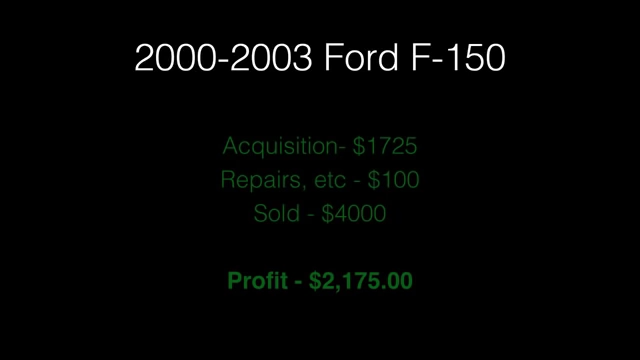 2000-2003 Ford F-150
Acquisition- $1725
Repairs, etc - $100
Sold - $4000
Profit - $2,175.00